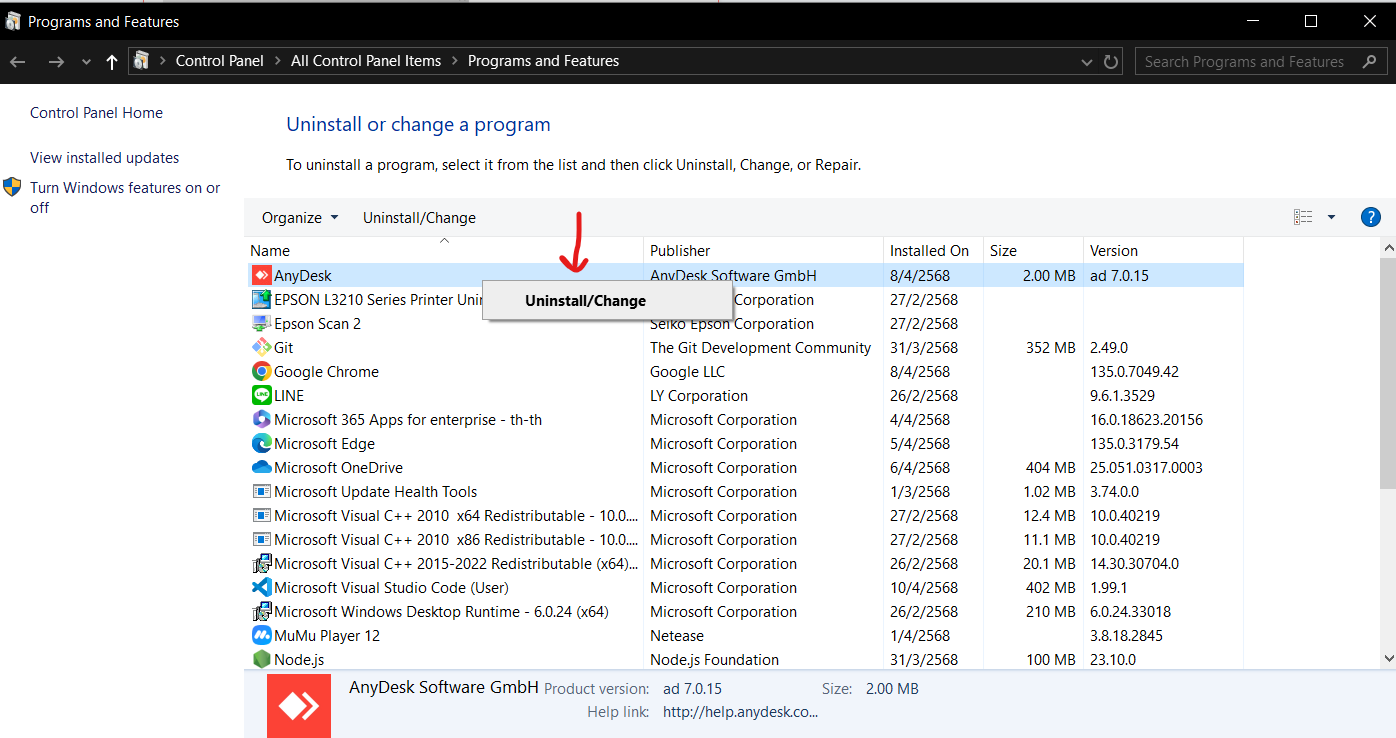 Programs and Features
Control Panel > All Control Panel Items > Programs and Features
Search Programs and Features
Control Panel Home
View installed updates
Turn Windows features on or
off
Uninstall or change a program
To uninstall a program, select it from the list and then click Uninstall, Change, or Repair.
Organize Uninstall/Change
Name Publisher Installed On Size Version
AnyDesk AnyDesk Software GmbH 8/4/2568 2.00 MB ad 7.0.15
Uninstall/Change
EPSON L3210 Series Printer Corporation 27/2/2568
Epson Scan 2 Seiko Epson Corporation 27/2/2568
Git The Git Development Community 31/3/2568 352 MB 2.49.0
Google Chrome Google LLC 8/4/2568 135.0.7049.42
LINE LY Corporation 26/2/2568 9.6.1.3529
Microsoft 365 Apps for enterprise - th-th Microsoft Corporation 4/4/2568 16.0.18623.20156
Microsoft Edge Microsoft Corporation 5/4/2568 135.0.3179.54
Microsoft OneDrive Microsoft Corporation 6/4/2568 404 MB 25.051.0317.0003
Microsoft Update Health Tools Microsoft Corporation 1/3/2568 1.02 MB 3.74.0.0
Microsoft Visual C++ 2010 x64 Redistributable - 10.0.... Microsoft Corporation 27/2/2568 12.4 MB 10.0.40219
Microsoft Visual C++ 2010 x86 Redistributable - 10.0.... Microsoft Corporation 27/2/2568 11.1 MB 10.0.40219
Microsoft Visual C++ 2015-2022 Redistributable (x64)... Microsoft Corporation 26/2/2568 20.1 MB 14.30.30704.0
Microsoft Visual Studio Code (User) Microsoft Corporation 10/4/2568 402 MB 1.99.1
Microsoft Windows Desktop Runtime - 6.0.24 (x64) Microsoft Corporation 26/2/2568 210 MB 6.0.24.33018
MuMu Player 12 Netease 1/4/2568 3.8.18.2845
Node.js Node.js Foundation 31/3/2568 100 MB 23.10.0
AnyDesk Software GmbH Product version: ad 7.0.15 Size: 2.00 MB
Help link: http://help.anydesk.co...